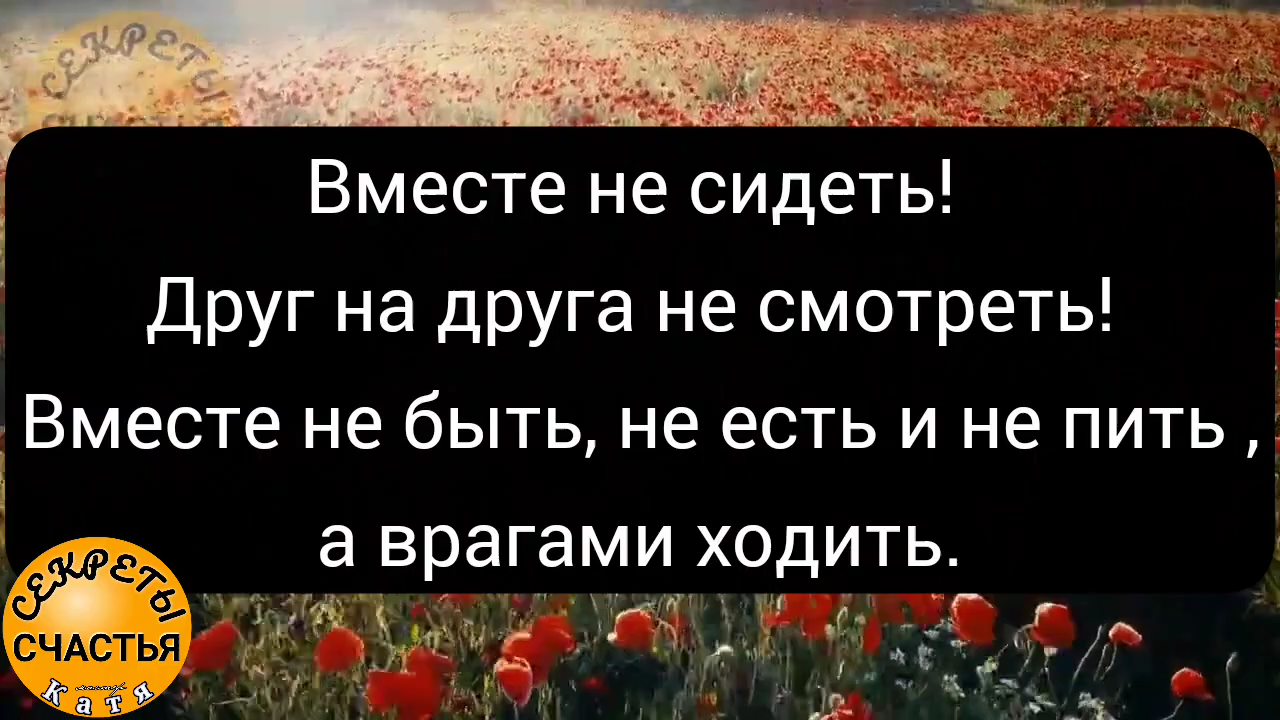 СЕКРЕТЫ
Вместе не сидеть!
Друг на друга не смотреть!
Вместе не быть, не есть и не пить ,
а врагами ходить.
СЕКРЕТЫ
СЧАСТЬЯ
Катя